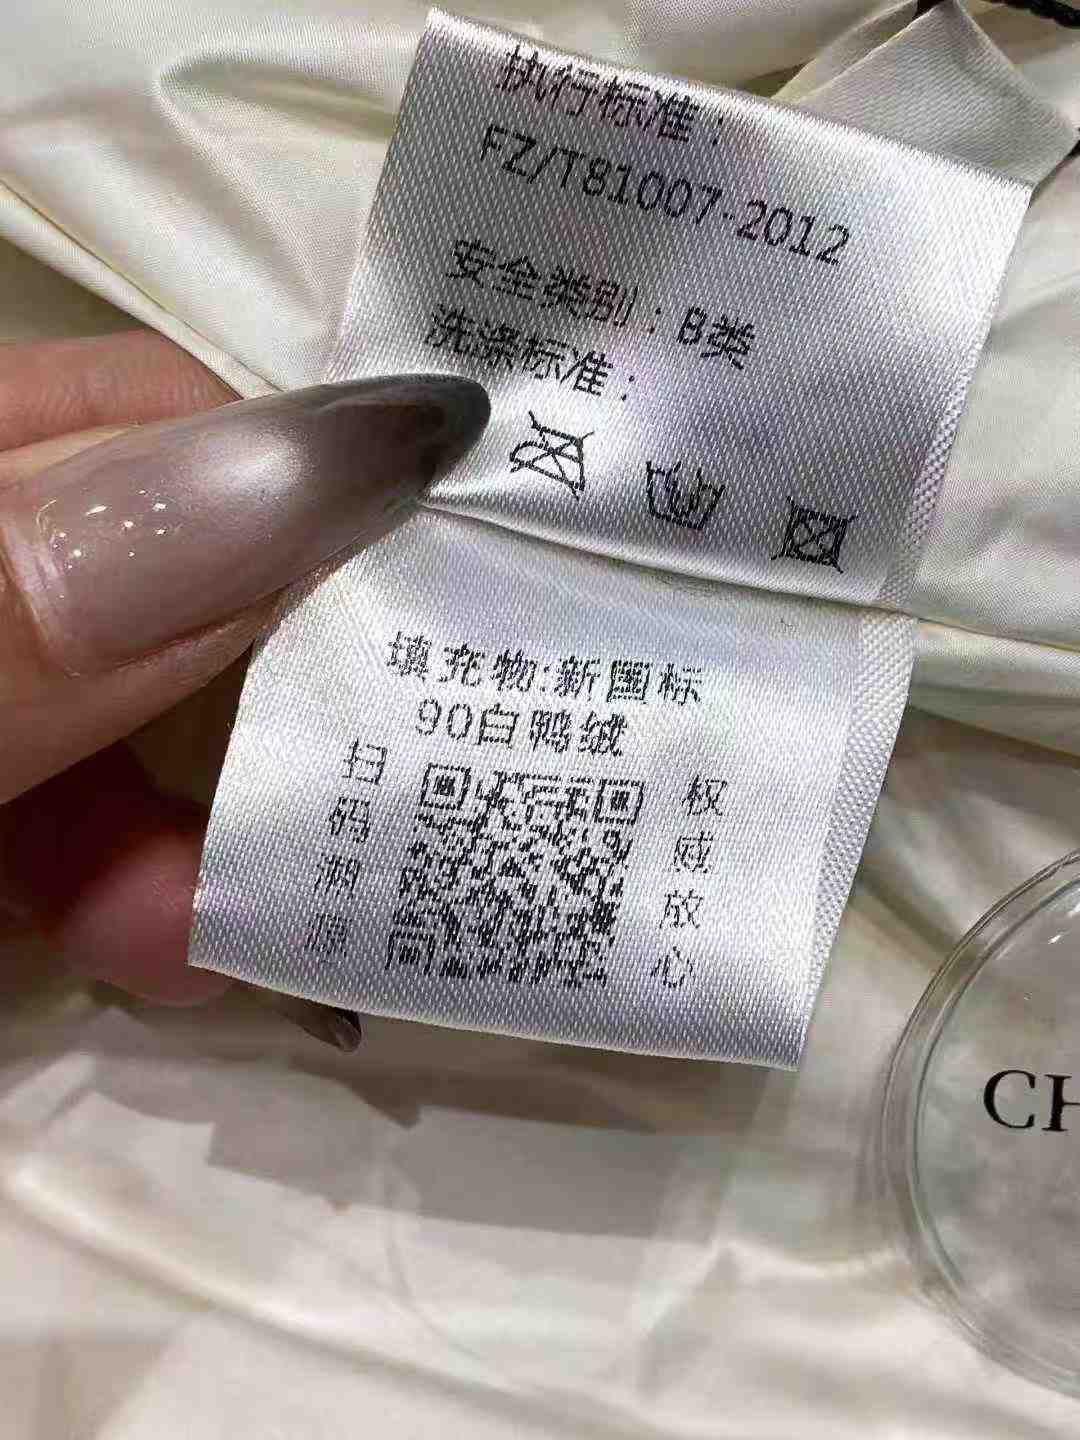 执行标准:
FZ/T81007-2012
安全类别:B类
洗涤标准:
填充物:新国标
90白鸭绒
扫码溯源
权威放心
CH